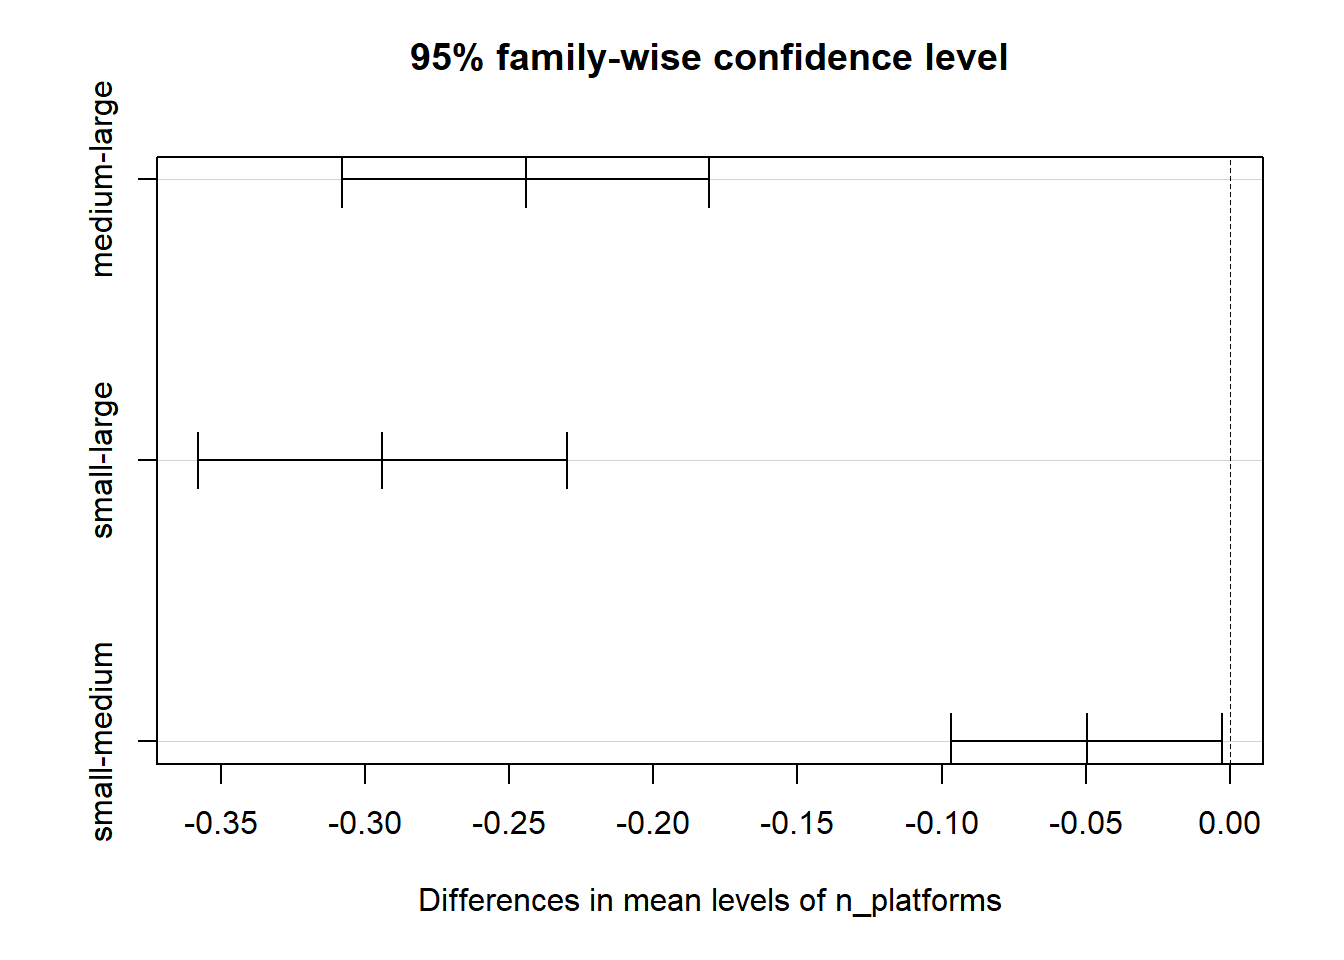 95% family-wise confidence level
medium-large
small-large
small-medium
-0.35 -0.30 -0.25 -0.20 -0.15 -0.10 -0.05 0.00
Differences in mean levels of n_platforms